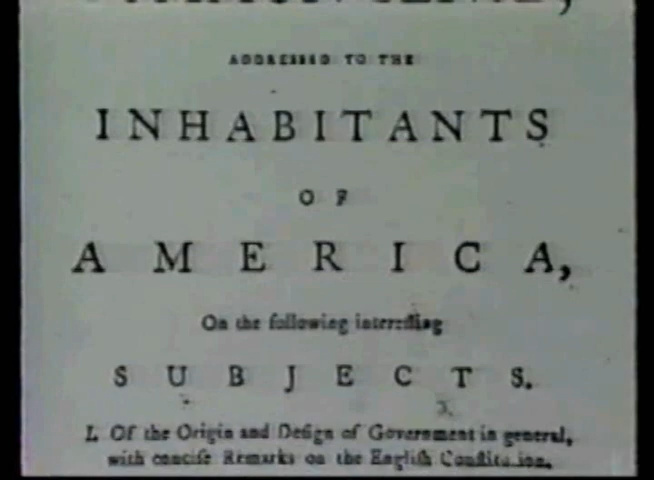 ADDRESSED TO THE
INHABITANTS
OF
AMERICA,
On the following interesting
SUBJECTS.
I. Of the Origin and Design of Government in general,
with concise Remarks on the English Constitution.